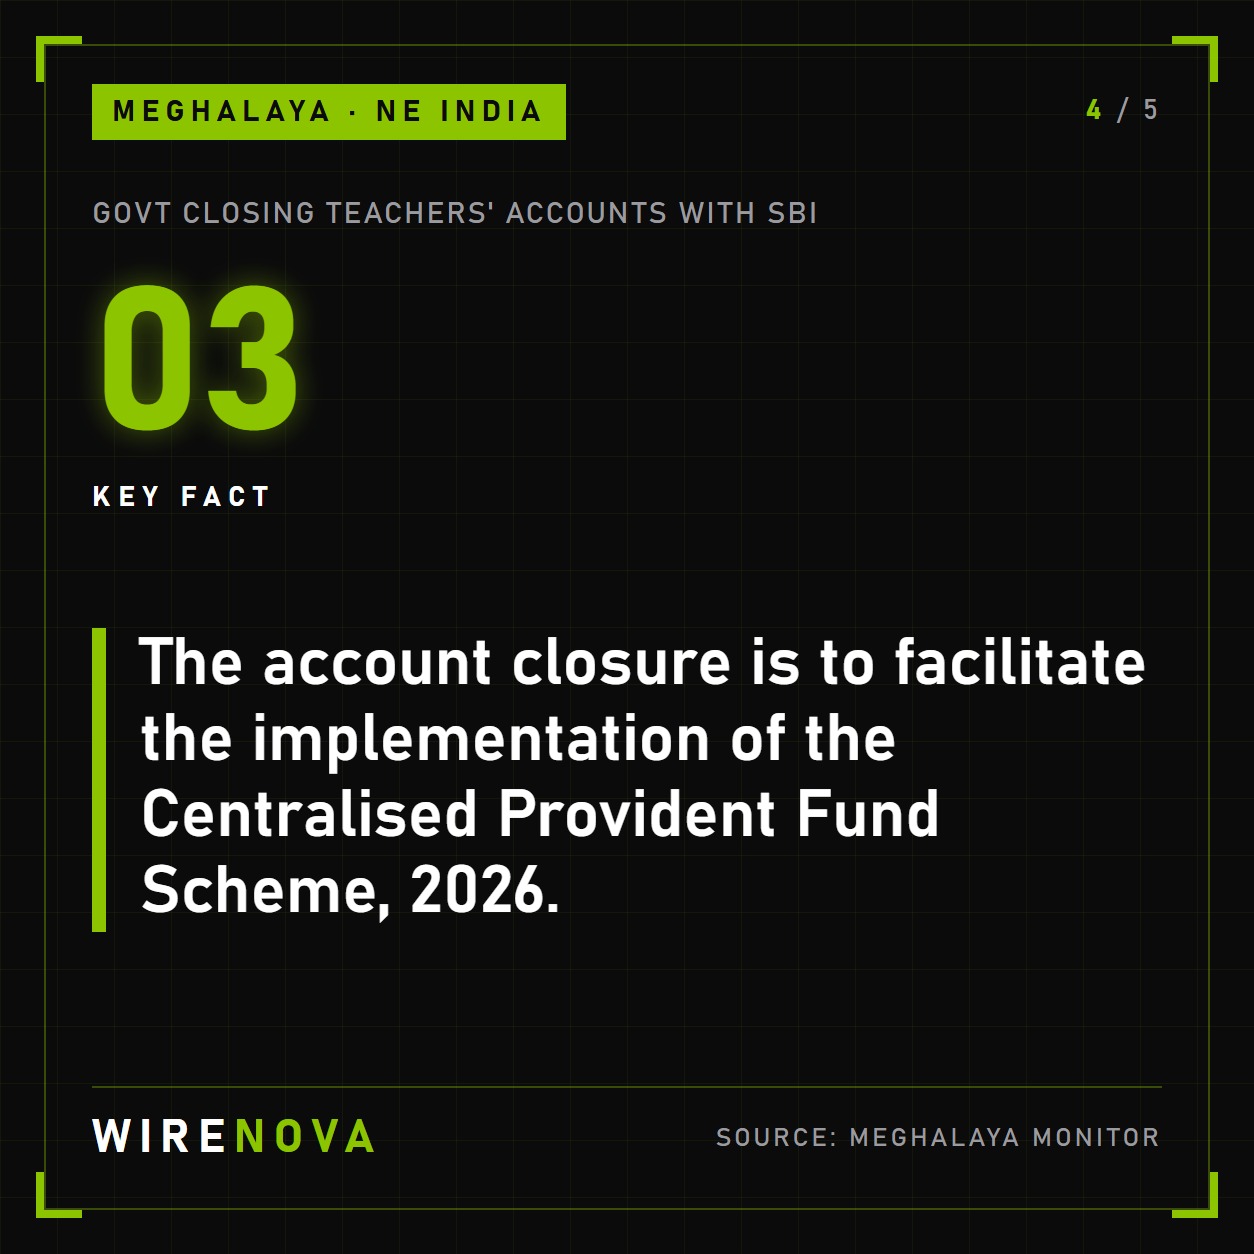 MEGHALAYA · NE INDIA
4 / 5
GOVT CLOSING TEACHERS' ACCOUNTS WITH SBI
03
KEY FACT
The account closure is to facilitate
the implementation of the
Centralised Provident Fund
Scheme, 2026.
WIRENOVA
SOURCE: MEGHALAYA MONITOR